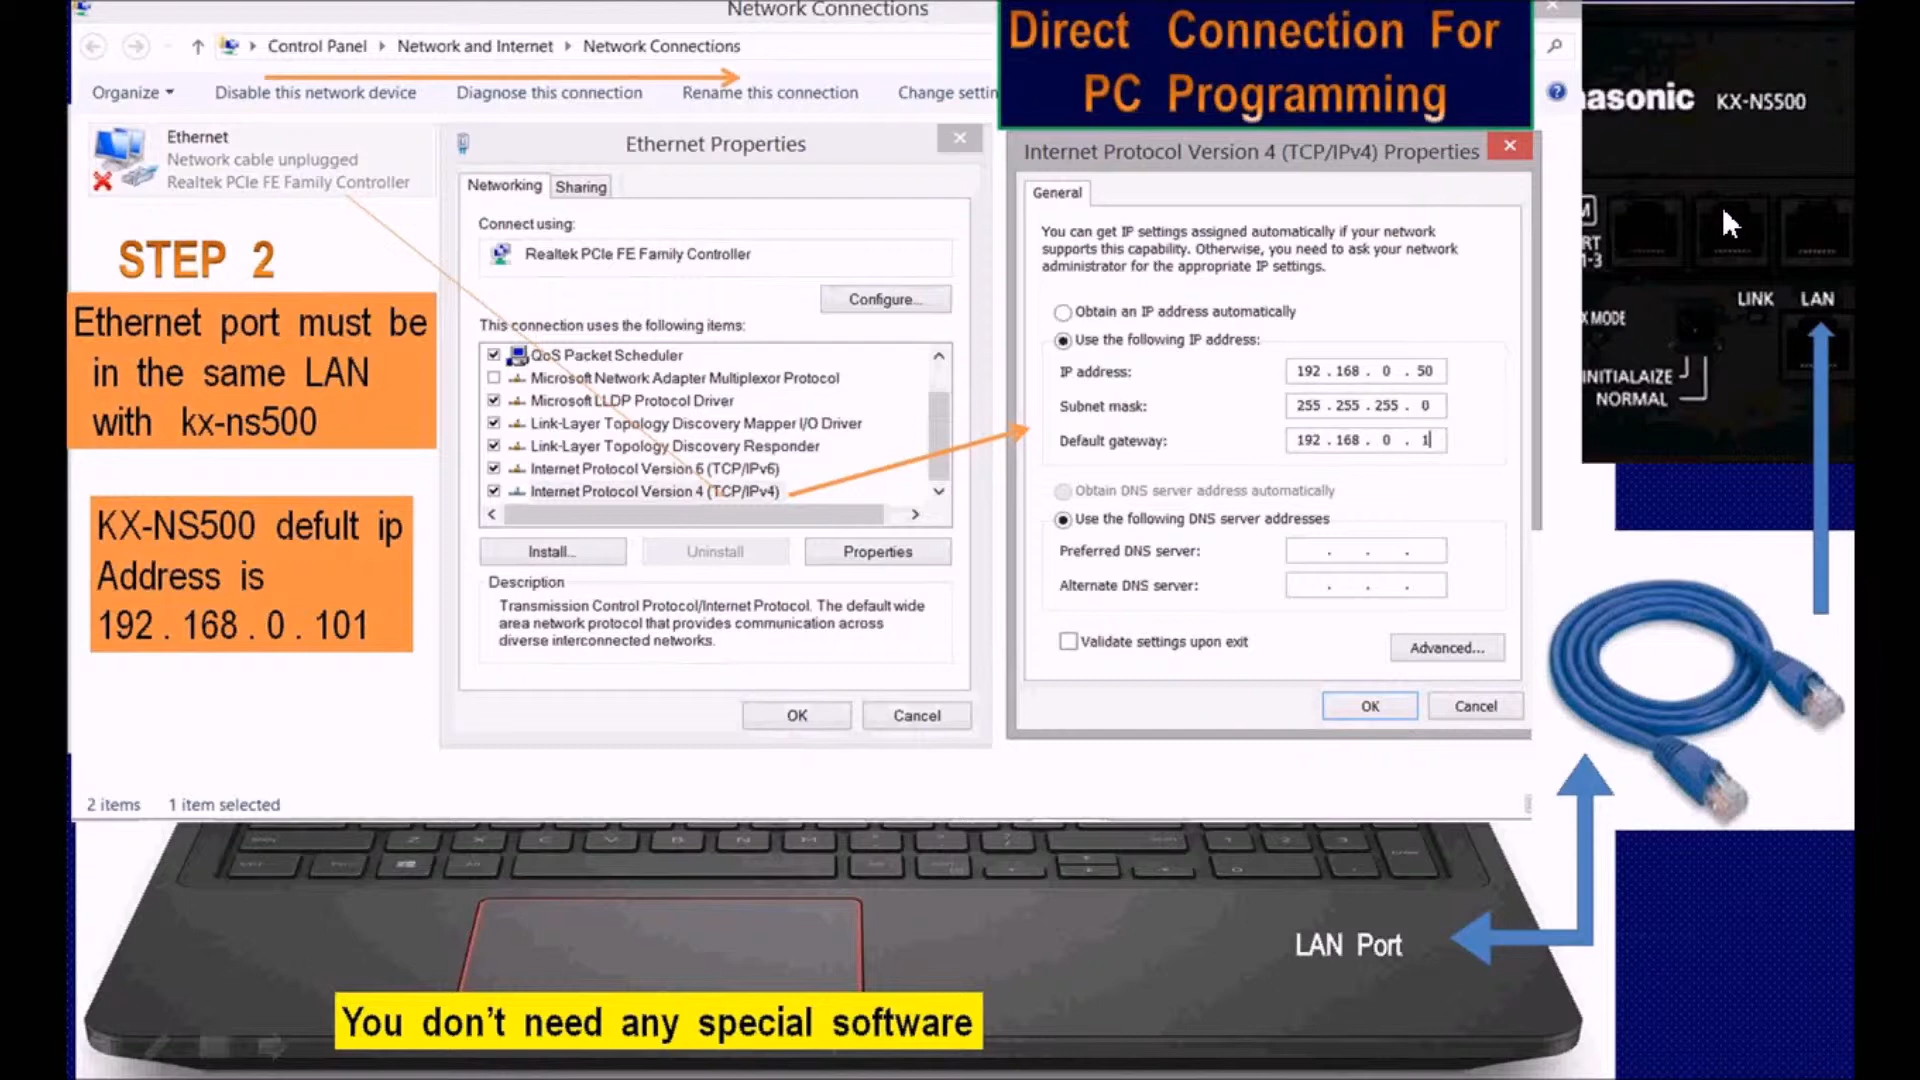 Network Connections
Control Panel
Network and Internet
Network Connections
Organize
Disable this network device
Diagnose this connection
Rename this connection
Change settin
Direct Connection For
PC Programming
asonic KX-NS500
Ethernet
Network cable unplugged
Realtek PCIe FE Family Controller
STEP 2
Ethernet port must be
in the same LAN
with kx-ns500
KX-NS500 defult ip
Address is
192 . 168 . 0 . 101
Ethernet Properties
Networking
Sharing
Connect using:
Realtek PCIe FE Family Controller
Configure...
This connection uses the following items:
QoS Packet Scheduler
Microsoft Network Adapter Multiplexor Protocol
Microsoft LLDP Protocol Driver
Link-Layer Topology Discovery Mapper I/O Driver
Link-Layer Topology Discovery Responder
Internet Protocol Version 6 (TCP/IPv6)
Internet Protocol Version 4 (TCP/IPv4)
Install...
Uninstall
Properties
Description
Transmission Control Protocol/Internet Protocol. The default wide
area network protocol that provides communication across
diverse interconnected networks.
OK
Cancel
Internet Protocol Version 4 (TCP/IPv4) Properties
General
You can get IP settings assigned automatically if your network
supports this capability. Otherwise, you need to ask your network
administrator for the appropriate IP settings.
Obtain an IP address automatically
Use the following IP address:
IP address: 192 . 168 . 0 . 50
Subnet mask: 255 . 255 . 255 . 0
Default gateway: 192 . 168 . 0 . 1
Obtain DNS server address automatically
Use the following DNS server addresses
Preferred DNS server: . . .
Alternate DNS server: . . .
Validate settings upon exit
Advanced...
OK
Cancel
M
RT
1-3
LINK LAN
MODE
INITIALAIZE
NORMAL
2 items
1 item selected
LAN Port
You don't need any special software